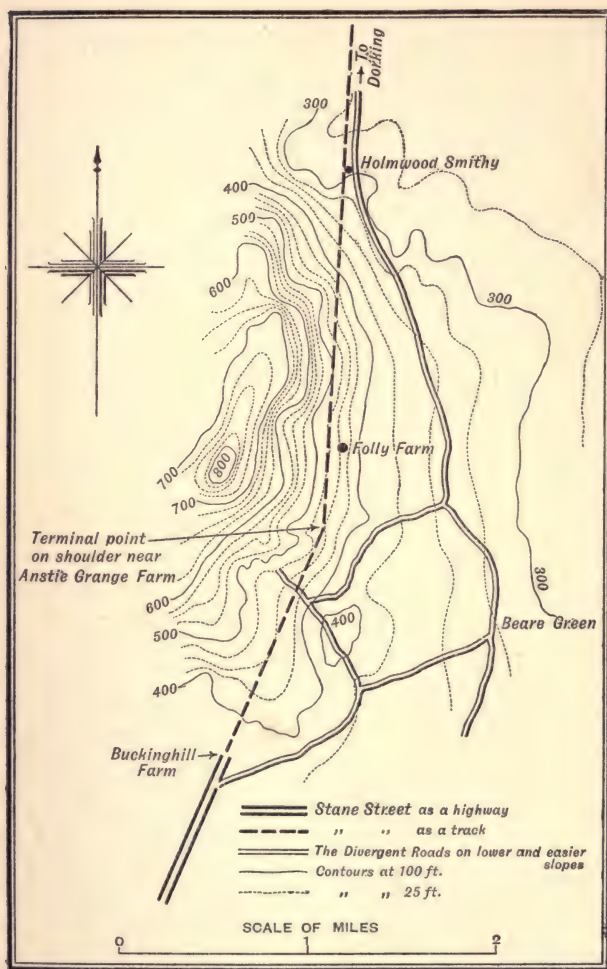 To
Dorking
300
Holmwood Smithy
400
500
600
300
Folly Farm
700
800
700
Terminal point
on shoulder near
Anstie Grange Farm
600
500
400
300
Beare Green
400
Buckinghill
Farm
Stane Street as a highway
„ „ as a track
The Divergent Roads on lower and easier
slopes
Contours at 100 ft.
„ „ 25 ft.
SCALE OF MILES
0 1 2